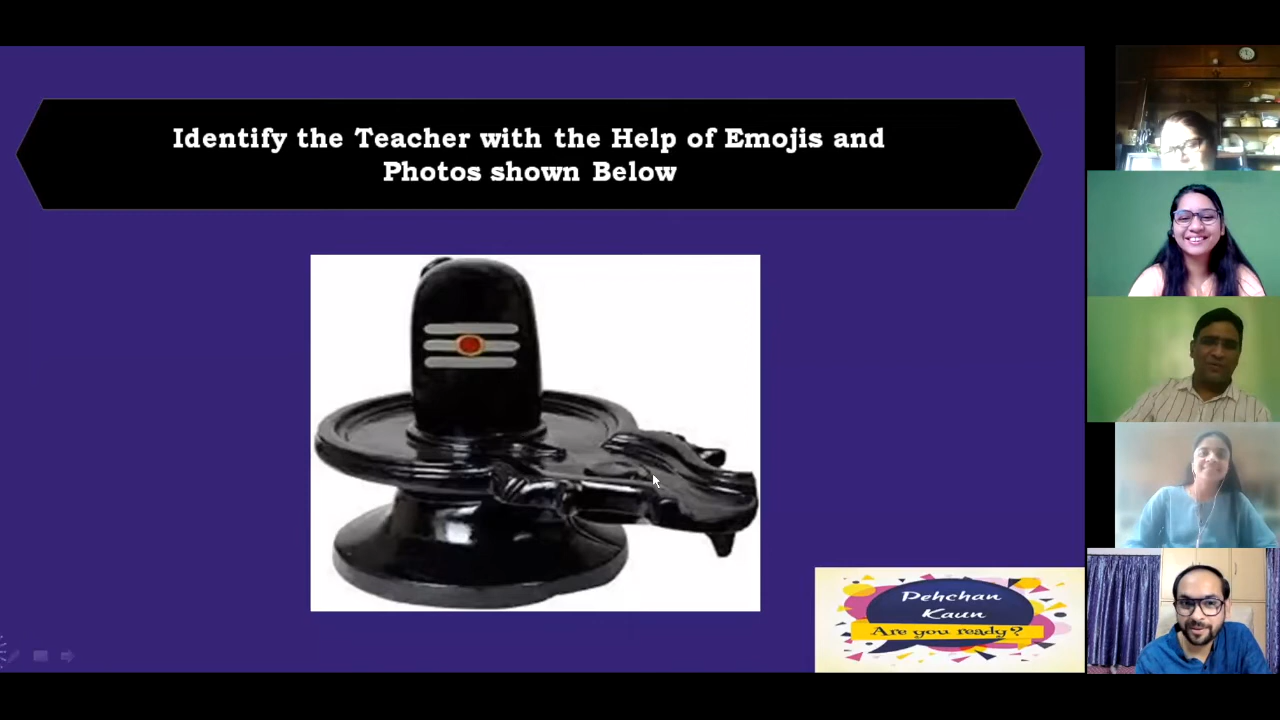 Identify the Teacher with the Help of Emojis and
Photos shown Below
Pehchan
Kaun
Are you ready?